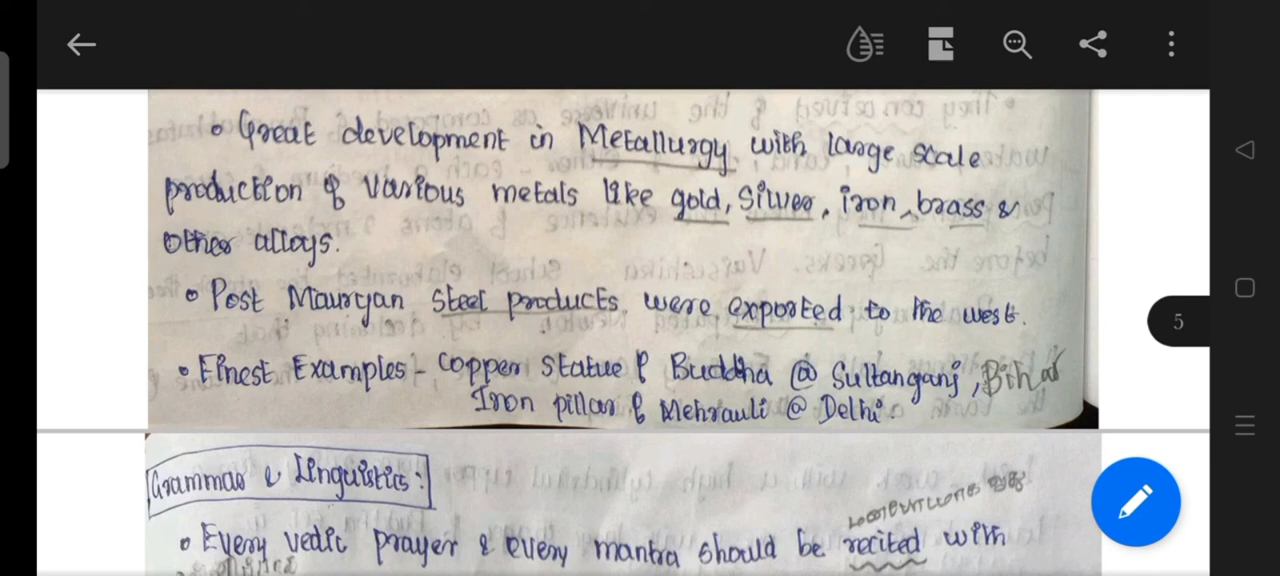 • Great development in Metallurgy with large scale
production of various metals like gold, silver, iron, brass &
other alloys.
• Post Mauryan steel products were exported to the west.
• Finest Examples - Copper Statue of Buddha @ Sultanganj, Bihar
Iron pillar of Mehrauli @ Delhi.
5
Grammar & Linguistics:
• Every vedic prayer & every mantra should be recited with